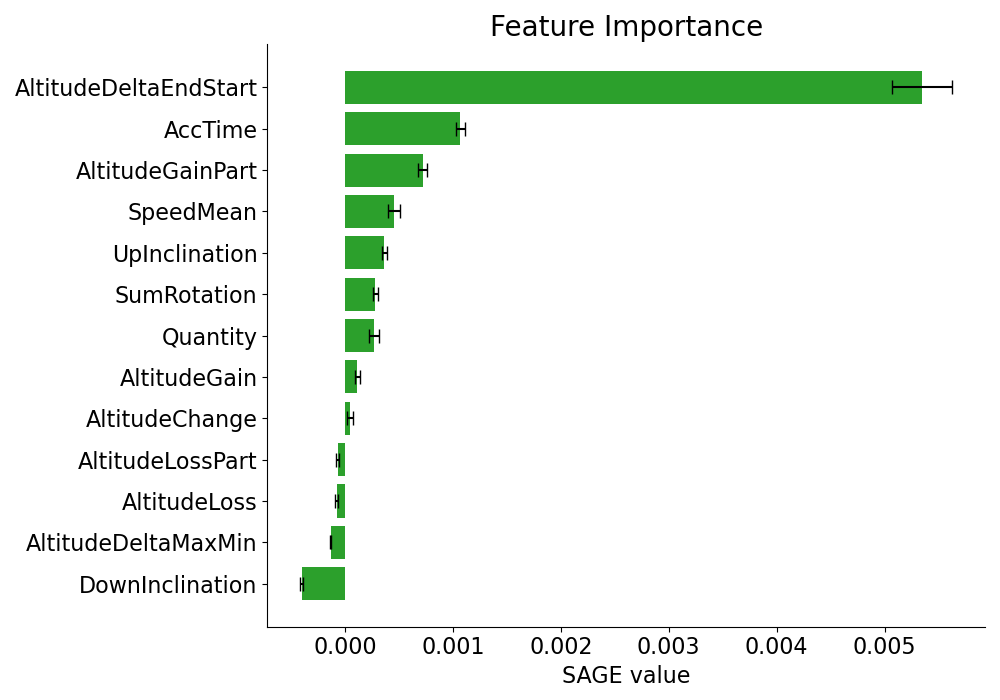 Feature Importance
AltitudeDeltaEndStart
AccTime
AltitudeGainPart
SpeedMean
UpInclination
SumRotation
Quantity
AltitudeGain
AltitudeChange
AltitudeLossPart
AltitudeLoss
AltitudeDeltaMaxMin
DownInclination
0.000 0.001 0.002 0.003 0.004 0.005
SAGE value